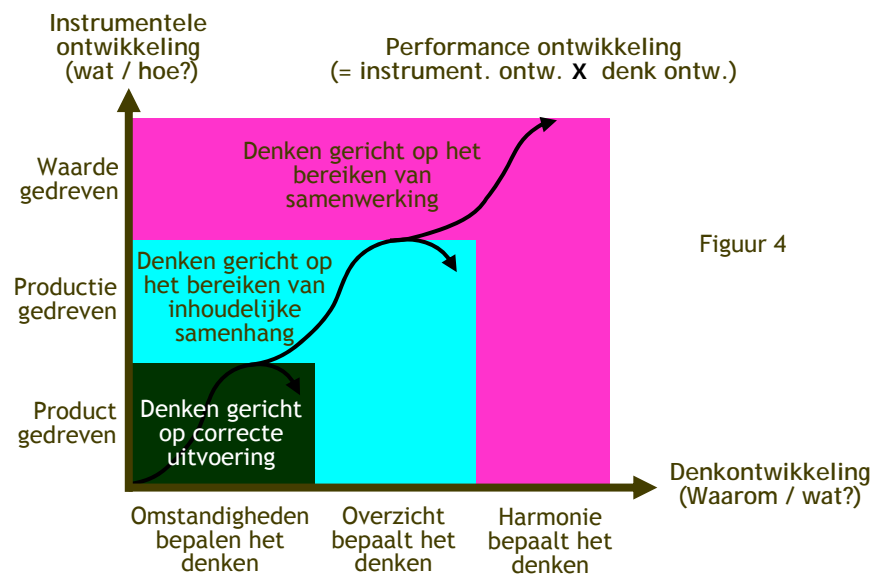 Instrumentele
ontwikkeling
(wat / hoe?)
Performance ontwikkeling
(= instrument. ontw. X denk ontw.)
Waarde
gedreven
Productie
gedreven
Product
gedreven
Denken gericht op het
bereiken van
samenwerking
Denken gericht op
het bereiken van
inhoudelijke
samenhang
Denken gericht
op correcte
uitvoering
Figuur 4
Denkontwikkeling
(Waarom / wat?)
Omstandigheden
bepalen het
denken
Overzicht
bepaalt het
denken
Harmonie
bepaalt het
denken